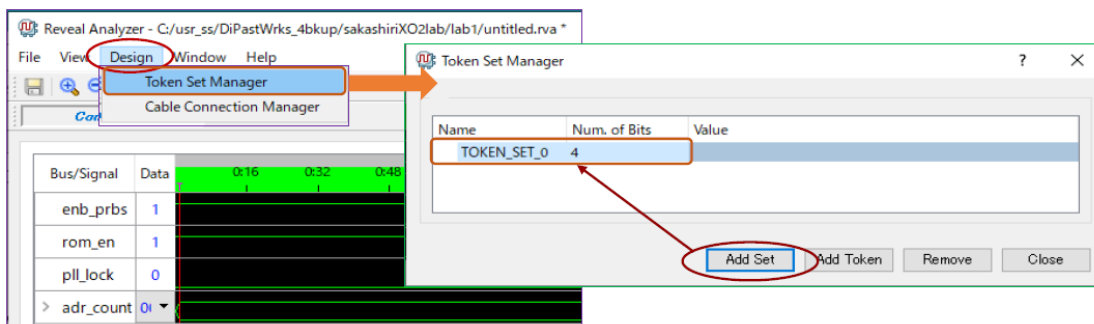 Reveal Analyzer - C:/usr_ss/DiPastWrks_4bkup/sakashiriXO2lab/lab1/untitled.rva *
File View Design Window Help
Token Set Manager
Cable Connection Manager
Bus/Signal Data 0:16 0:32 0:48
enb_prbs 1
rom_en 1
pll_lock 0
adr_count
Token Set Manager ? ×
Name Num. of Bits Value
TOKEN_SET_0 4
Add Set Add Token Remove Close